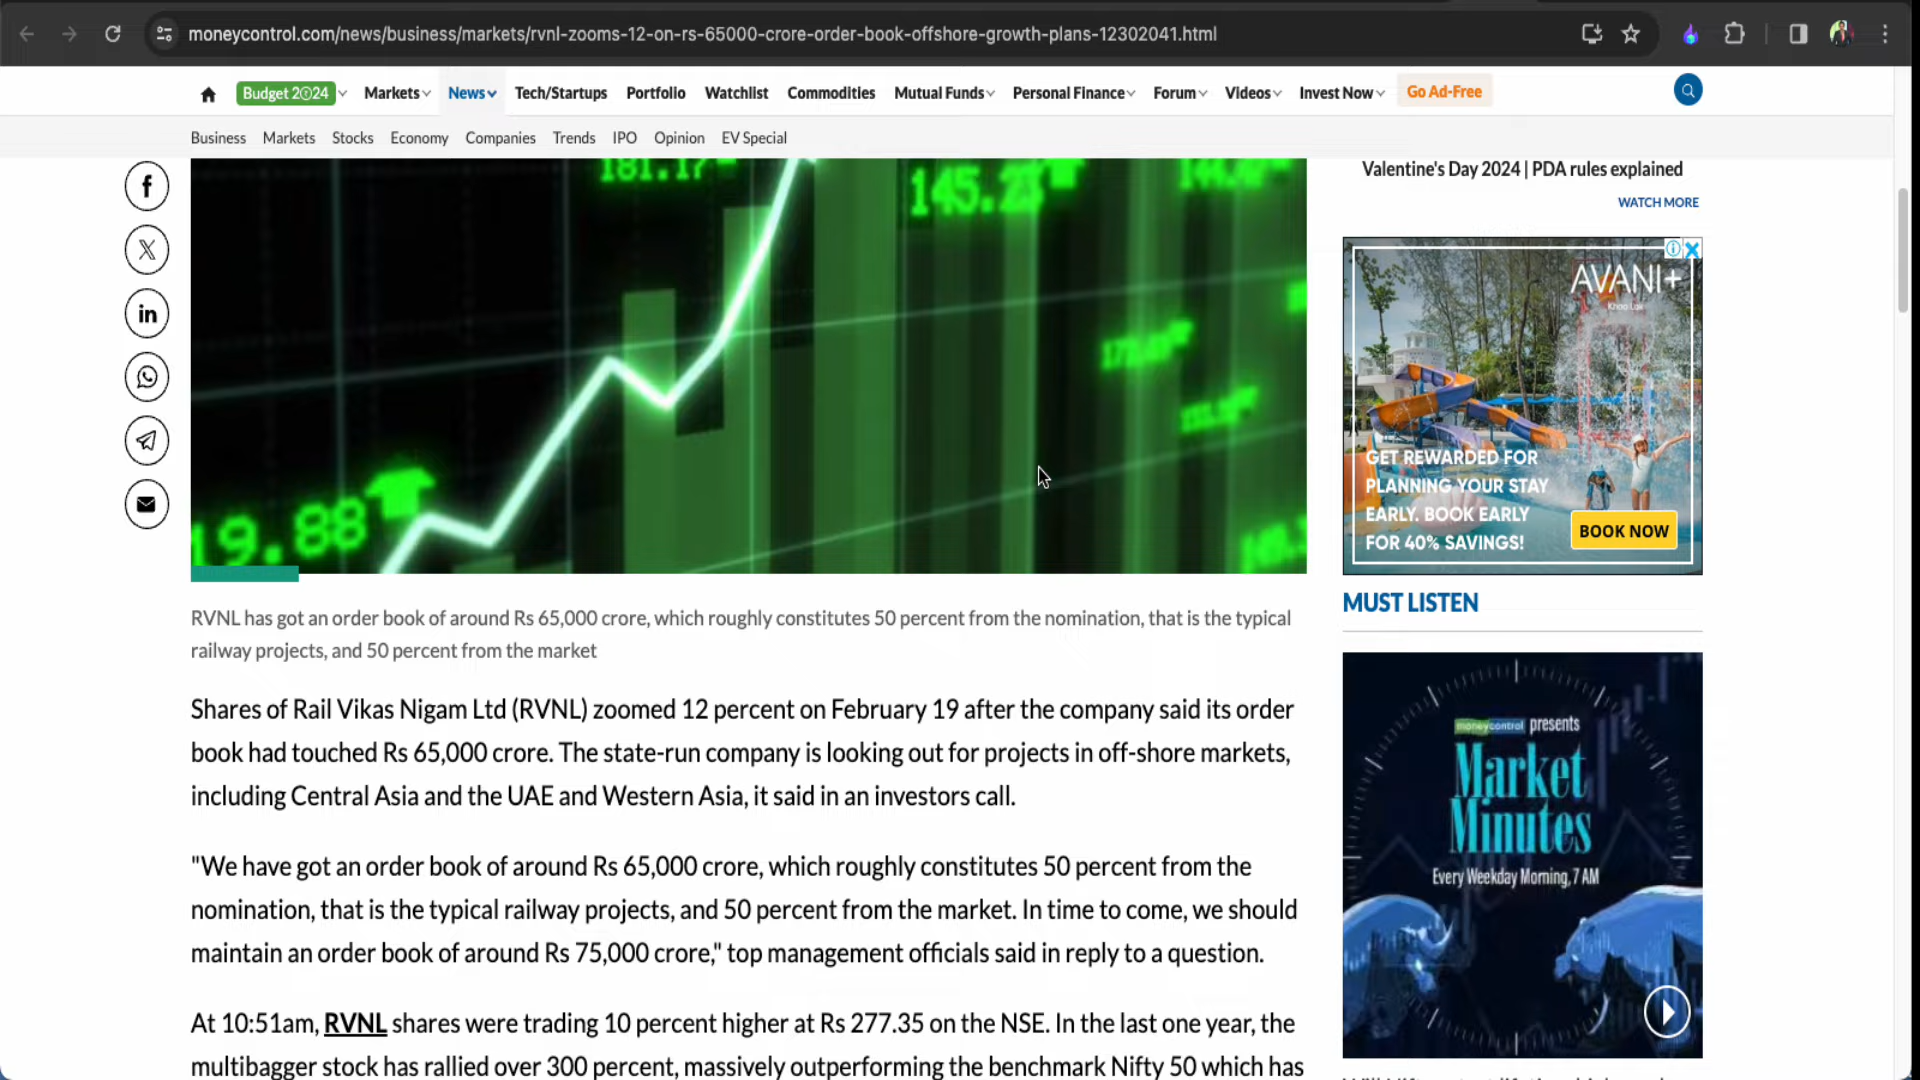 moneycontrol.com/news/business/markets/rvnl-zooms-12-on-rs-65000-crore-order-book-offshore-growth-plans-12302041.html
Budget 2024 Markets News Tech/Startups Portfolio Watchlist Commodities Mutual Funds Personal Finance Forum Videos Invest Now Go Ad-Free
Business Markets Stocks Economy Companies Trends IPO Opinion EV Special
181.17
145.23
19.88
RVNL has got an order book of around Rs 65,000 crore, which roughly constitutes 50 percent from the nomination, that is the typical
railway projects, and 50 percent from the market
Shares of Rail Vikas Nigam Ltd (RVNL) zoomed 12 percent on February 19 after the company said its order
book had touched Rs 65,000 crore. The state-run company is looking out for projects in off-shore markets,
including Central Asia and the UAE and Western Asia, it said in an investors call.
"We have got an order book of around Rs 65,000 crore, which roughly constitutes 50 percent from the
nomination, that is the typical railway projects, and 50 percent from the market. In time to come, we should
maintain an order book of around Rs 75,000 crore," top management officials said in reply to a question.
At 10:51am, RVNL shares were trading 10 percent higher at Rs 277.35 on the NSE. In the last one year, the
multibagger stock has rallied over 300 percent, massively outperforming the benchmark Nifty 50 which has
Valentine's Day 2024 | PDA rules explained
WATCH MORE
AVANI+
Khao Lak
GET REWARDED FOR
PLANNING YOUR STAY
EARLY. BOOK EARLY
FOR 40% SAVINGS!
BOOK NOW
MUST LISTEN
moneycontrol presents
Market
Minutes
Every Weekday Morning, 7 AM